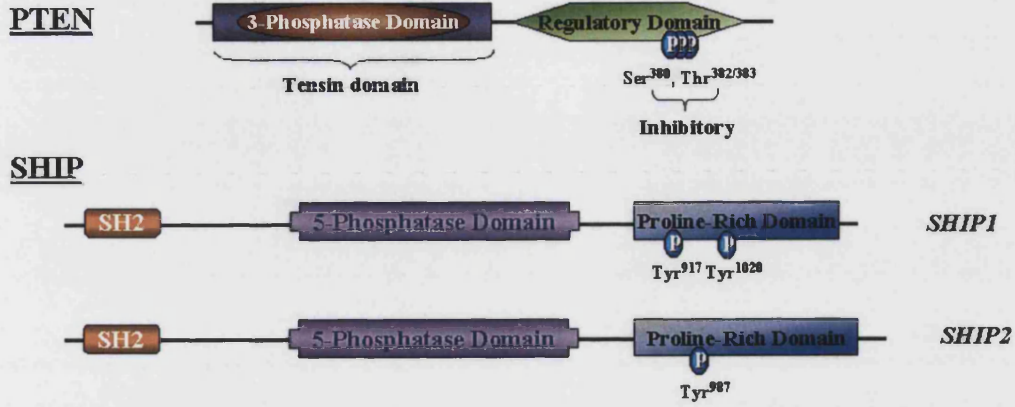 PTEN
3-Phosphatase Domain Regulatory Domain
P P P
Ser380, Thr382/383
Tensin domain
Inhibitory
SHIP
SH2 5-Phosphatase Domain Proline-Rich Domain SHIP1
P P
Tyr917 Tyr1020
SH2 5-Phosphatase Domain Proline-Rich Domain SHIP2
P
Tyr987